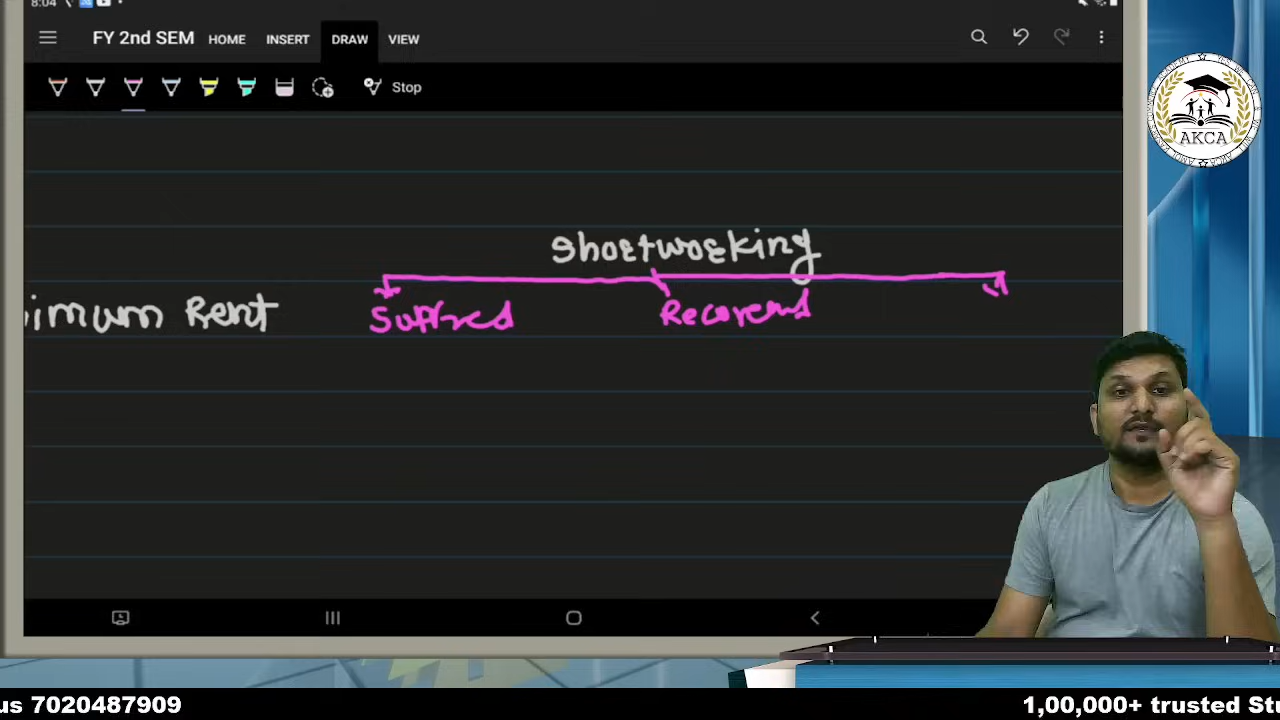 8:04
FY 2nd SEM HOME INSERT DRAW VIEW
Stop
AKCA
Shortworking
imum Rent
Suffred Recovered
us 7020487909
1,00,000+ trusted Stu